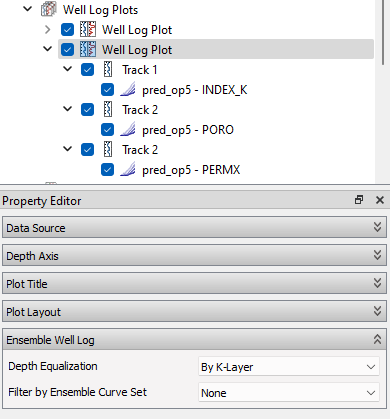 Well Log Plots
Well Log Plot
Well Log Plot
Track 1
pred_op5 - INDEX_K
Track 2
pred_op5 - PORO
Track 2
pred_op5 - PERMX
Property Editor
Data Source
Depth Axis
Plot Title
Plot Layout
Ensemble Well Log
Depth Equalization By K-Layer
Filter by Ensemble Curve Set None